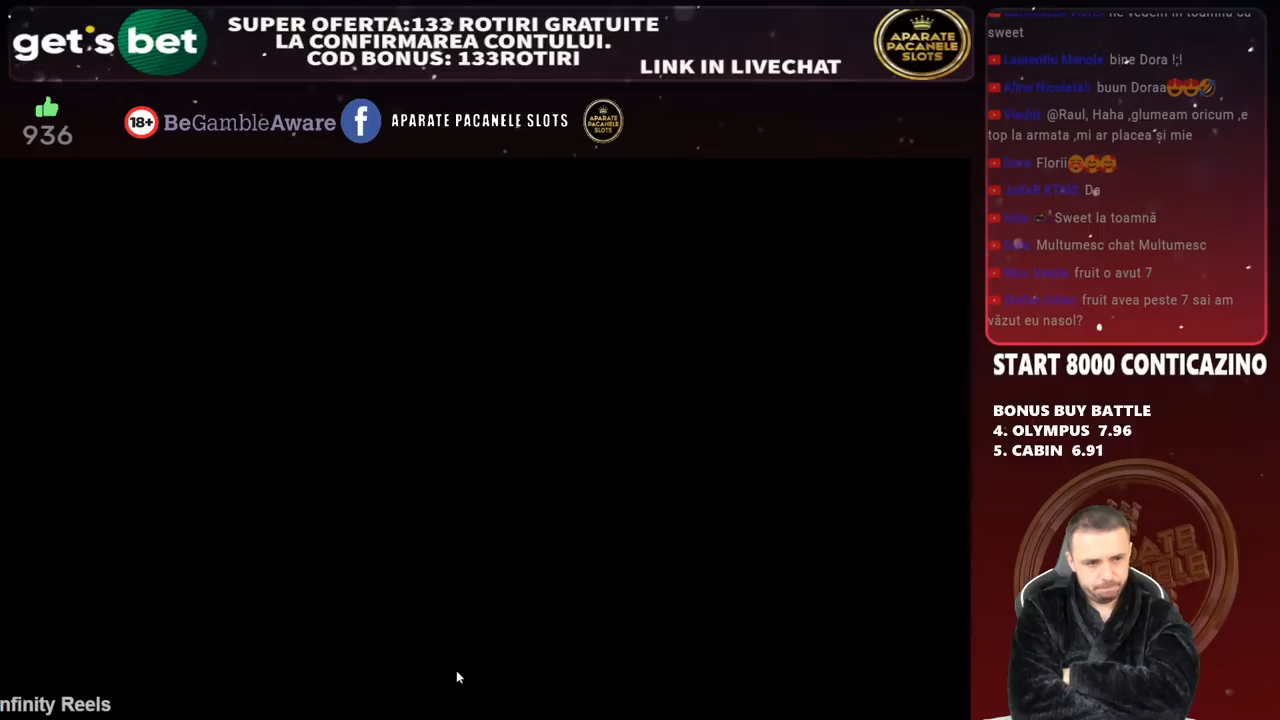 get's bet
SUPER OFERTA:133 ROTIRI GRATUITE
LA CONFIRMAREA CONTULUI.
COD BONUS: 133ROTIRI
LINK IN LIVECHAT
APARATE
PACANELE
SLOTS
936
18+ BeGambleAware
f APARATE PACANELE SLOTS
sweet
Laurentiu Manole bine Dora !;!
buun Doraa
@Raul, Haha ,glumeam oricum ,e
top la armata ,mi ar placea și mie
Dora Florii
Da
Sweet la toamnă
Multumesc chat Multumesc
fruit o avut 7
fruit avea peste 7 sai am
văzut eu nasol?
START 8000 CONTICAZINO
BONUS BUY BATTLE
4. OLYMPUS 7.96
5. CABIN 6.91
nfinity Reels